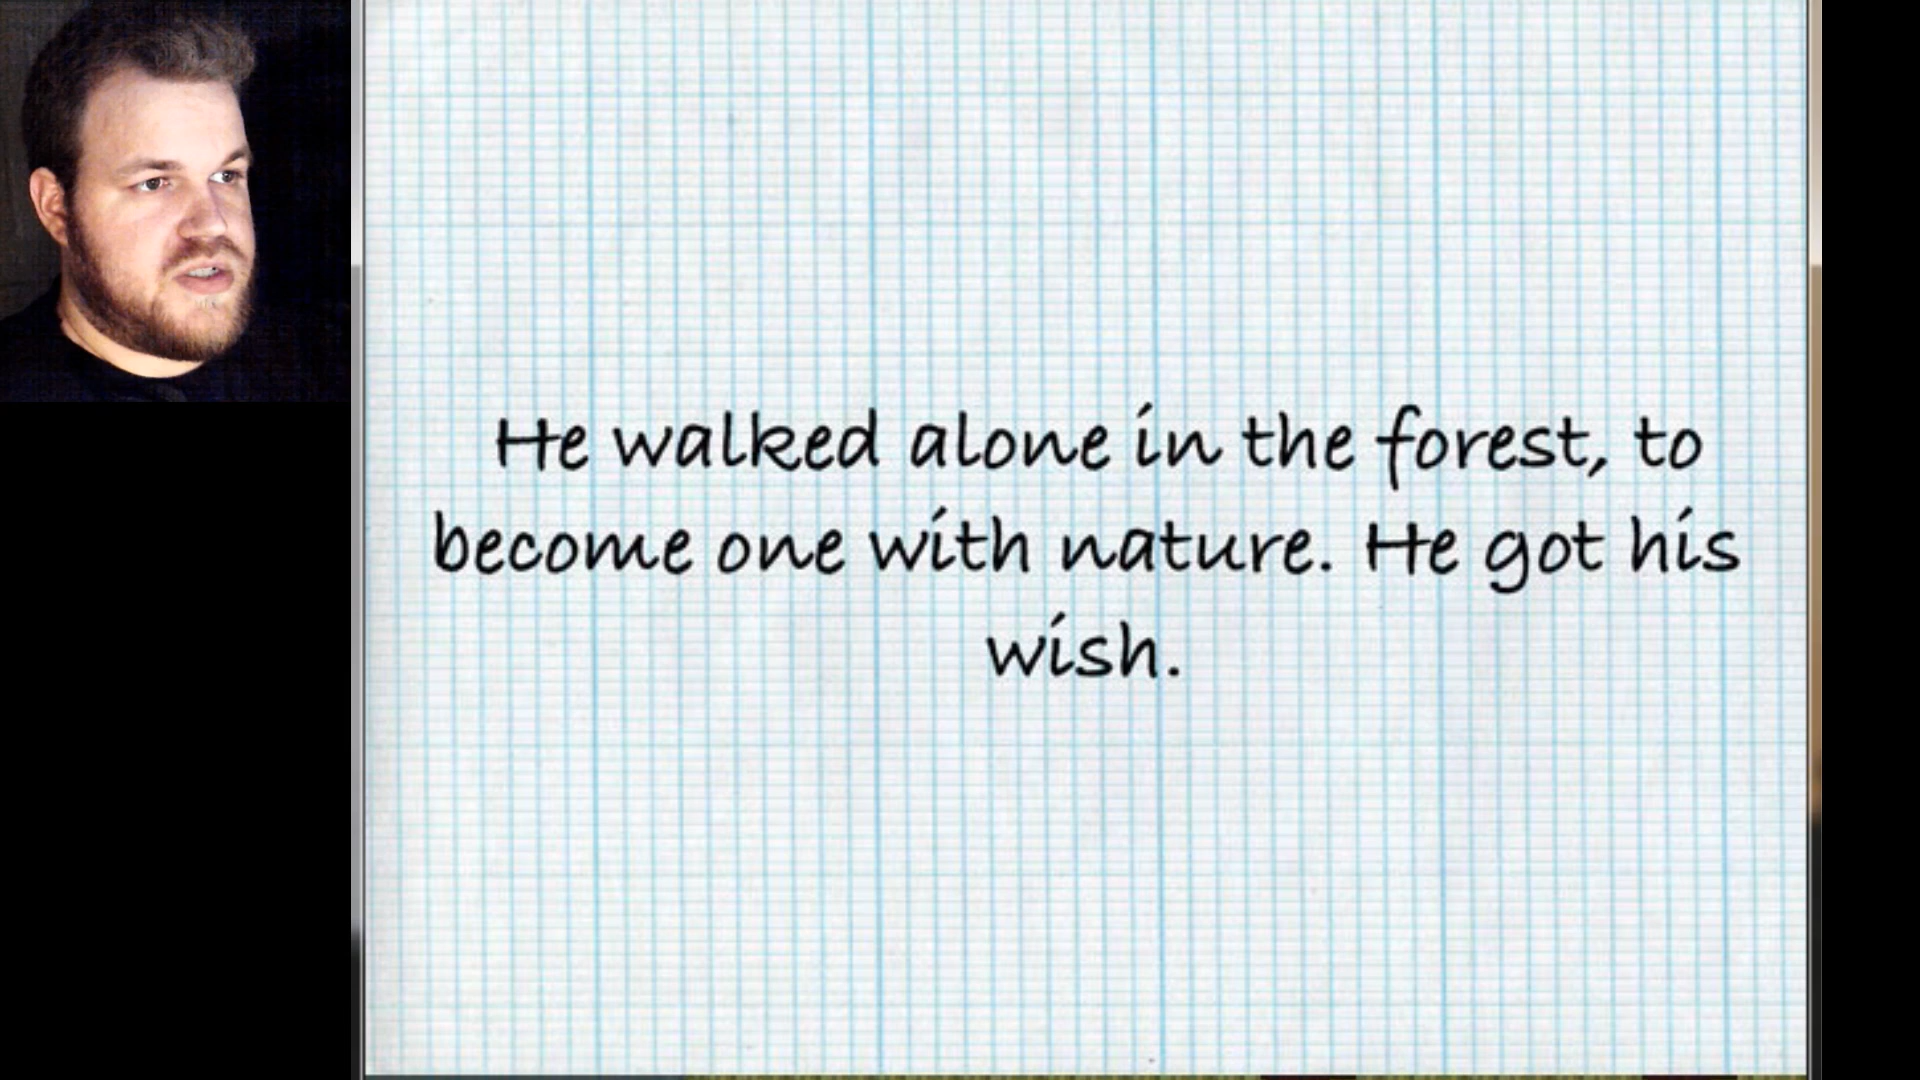 He walked alone in the forest, to
become one with nature. He got his
wish.